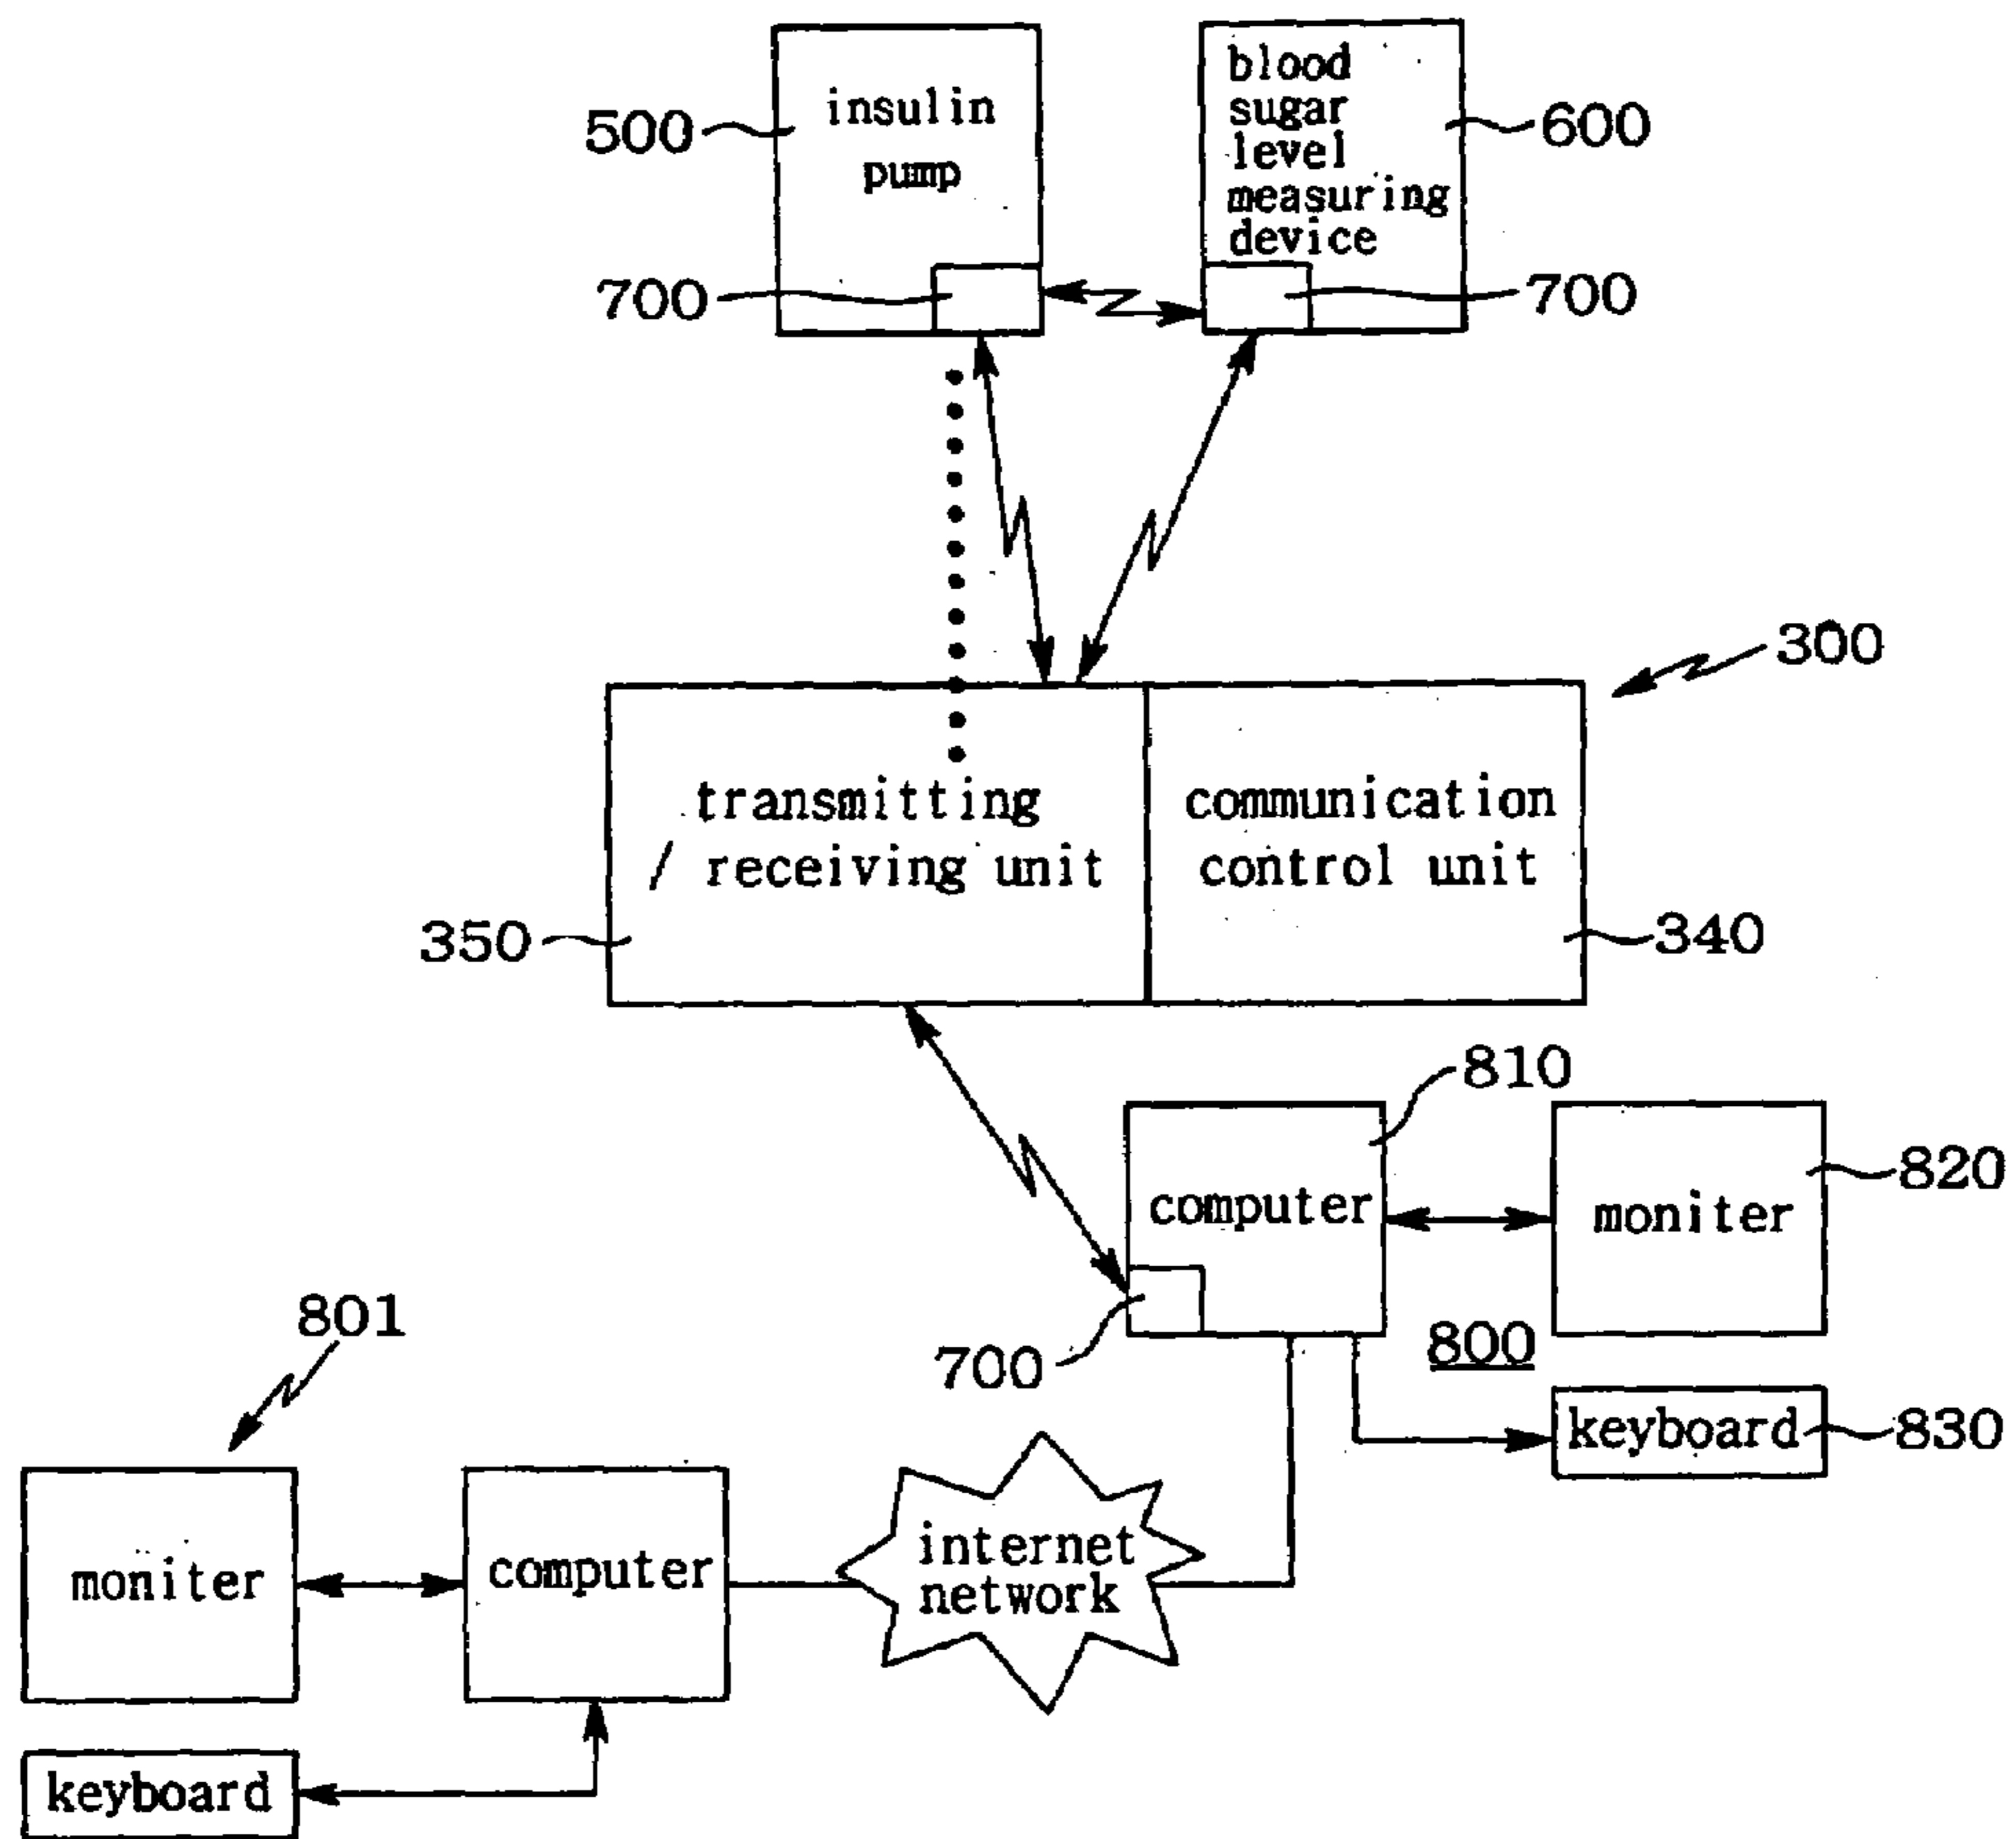 500
insulin
pump
700
blood
sugar
level
measuring
device
600
700
300
transmitting
/ receiving unit
350
communication
control unit
340
810
computer
700
moniter
820
800
keyboard
830
801
moniter
computer
internet
network
keyboard